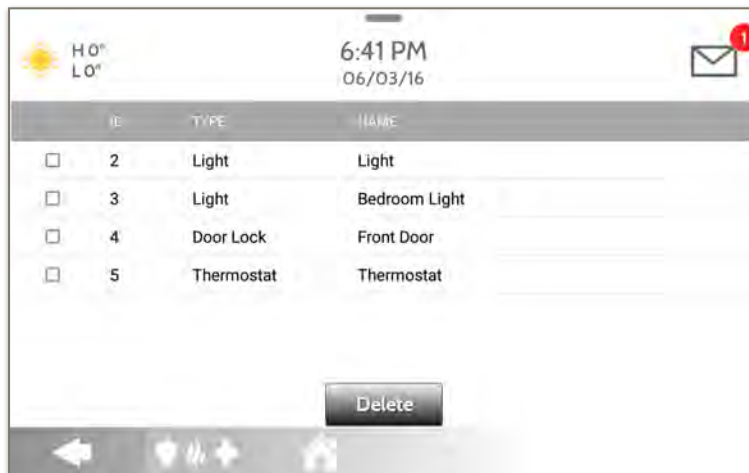 H 0°
L 0°
6:41 PM
06/03/16
1
ID TYPE NAME
2 Light Light
3 Light Bedroom Light
4 Door Lock Front Door
5 Thermostat Thermostat
Delete